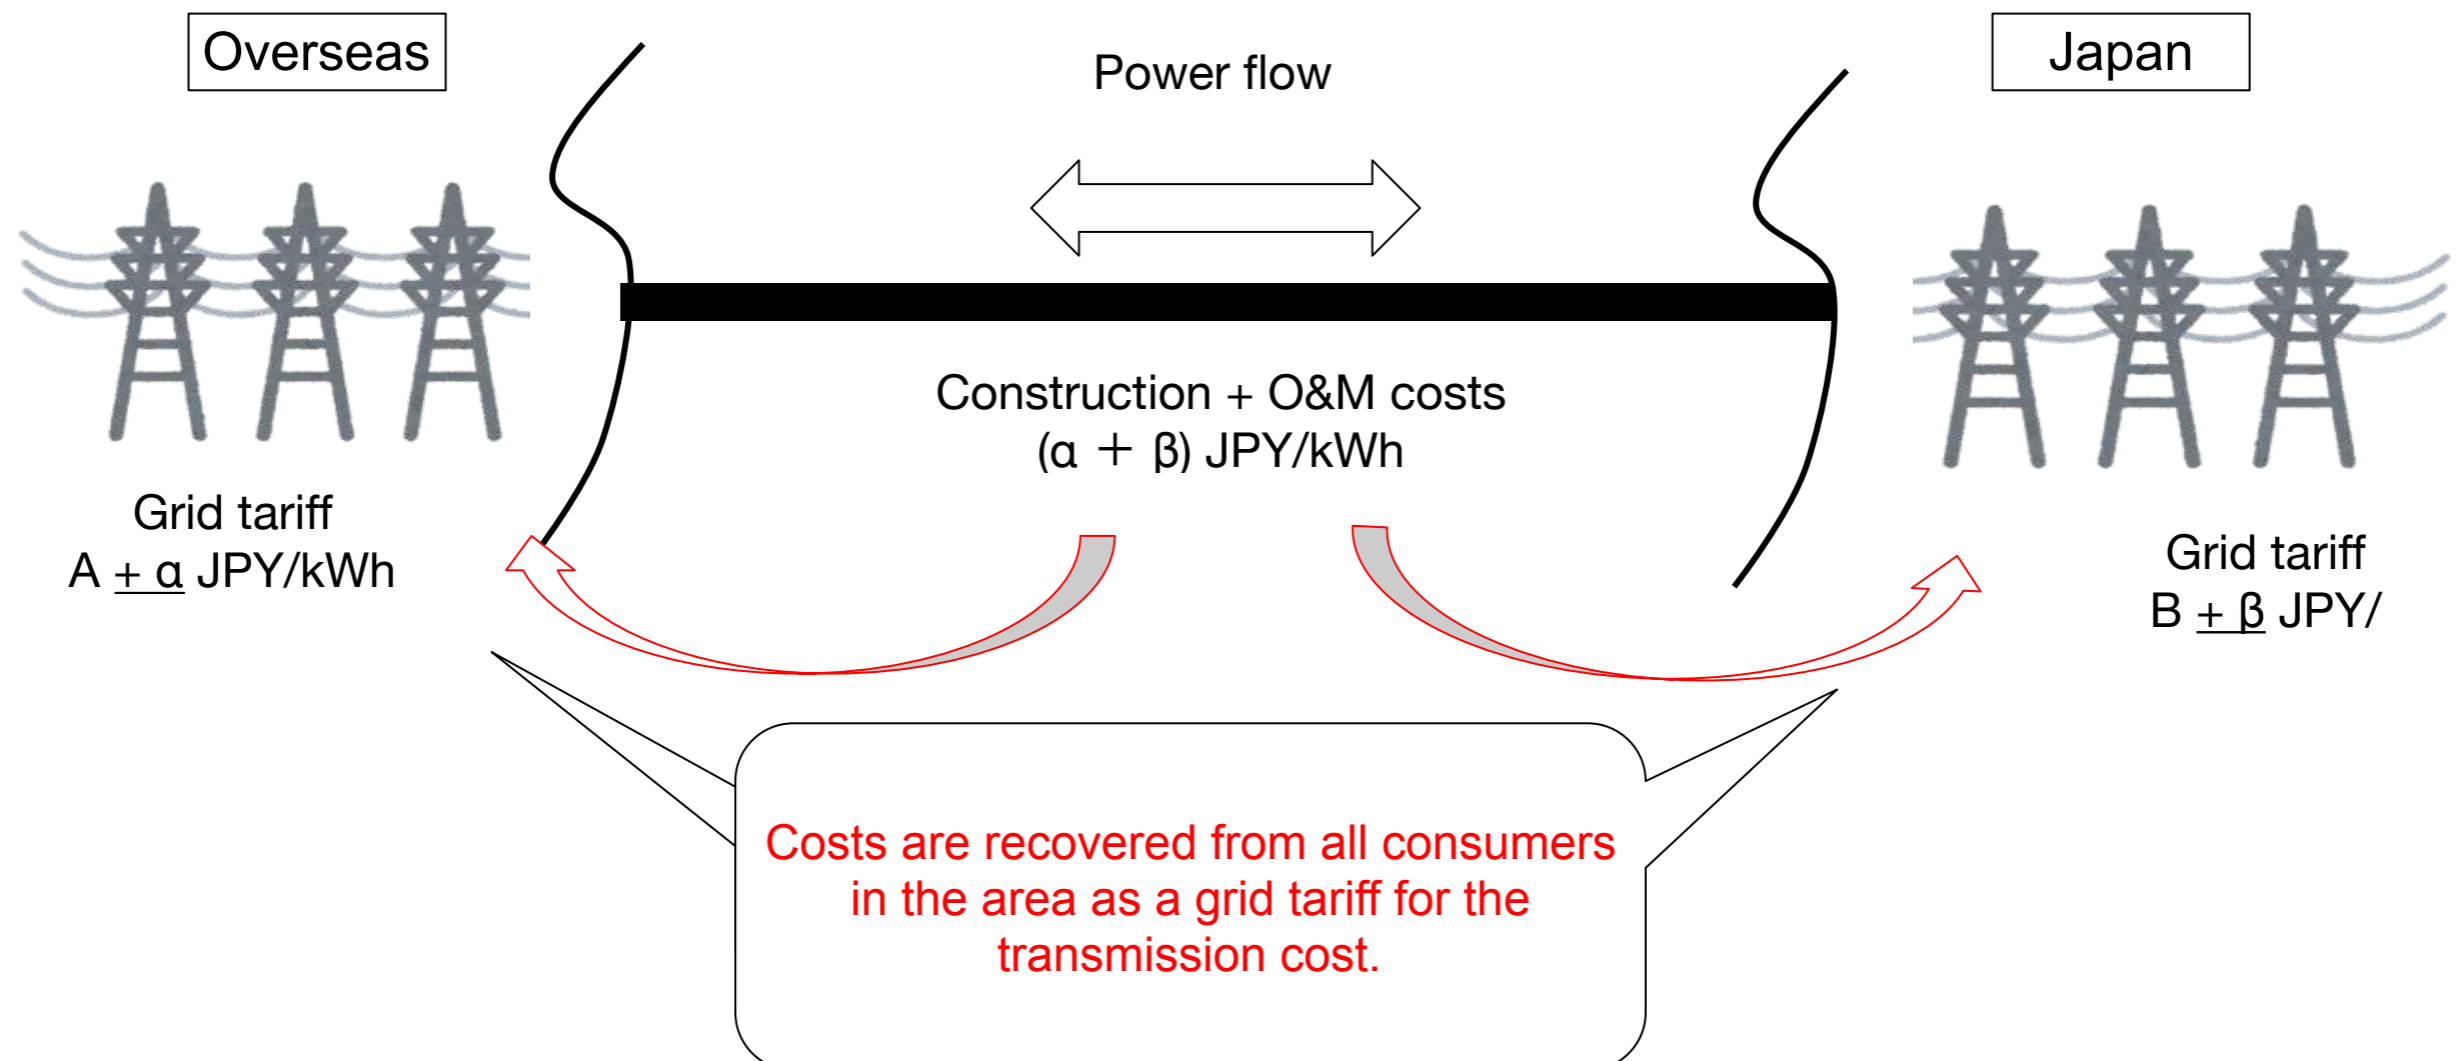 Overseas
Power flow
Japan
Construction + O&M costs
(α + β) JPY/kWh
Grid tariff
A + α JPY/kWh
Grid tariff
B + β JPY/
Costs are recovered from all consumers
in the area as a grid tariff for the
transmission cost.